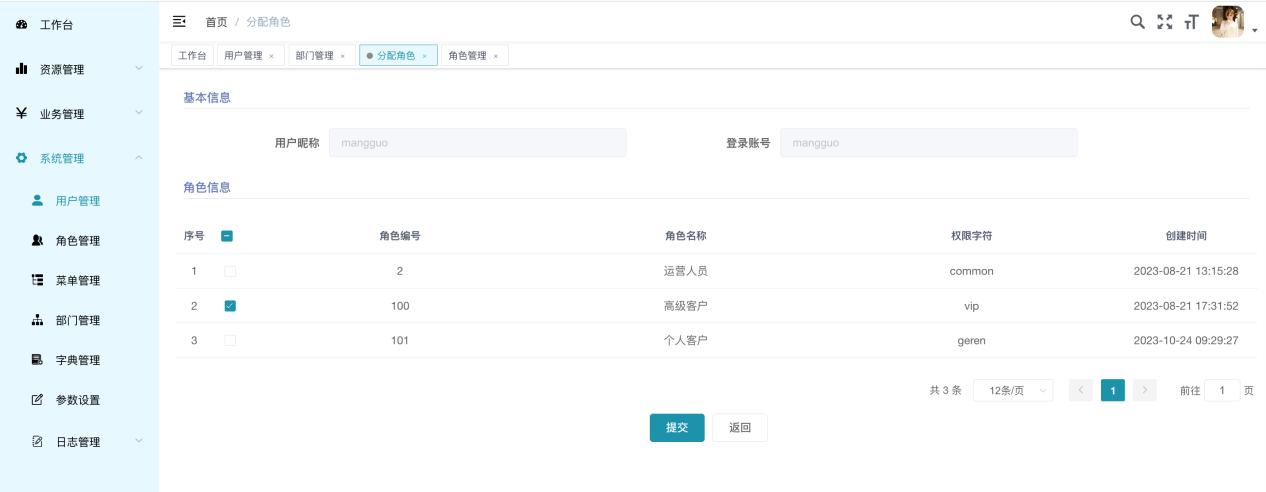 工作台
资源管理
业务管理
系统管理
用户管理
角色管理
菜单管理
部门管理
字典管理
参数设置
日志管理
首页 / 分配角色
工作台 用户管理 × 部门管理 × 分配角色 × 角色管理 ×
基本信息
用户昵称 mangguo 登录账号 mangguo
角色信息
序号 角色编号 角色名称 权限字符 创建时间
1 2 运营人员 common 2023-08-21 13:15:28
2 100 高级客户 vip 2023-08-21 17:31:52
3 101 个人客户 geren 2023-10-24 09:29:27
共 3 条 12条/页 1 前往 1 页
提交 返回